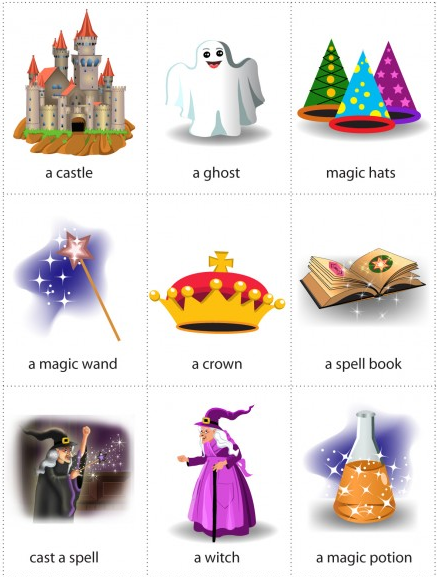 a castle
a ghost
magic hats
a magic wand
a crown
a spell book
cast a spell
a witch
a magic potion